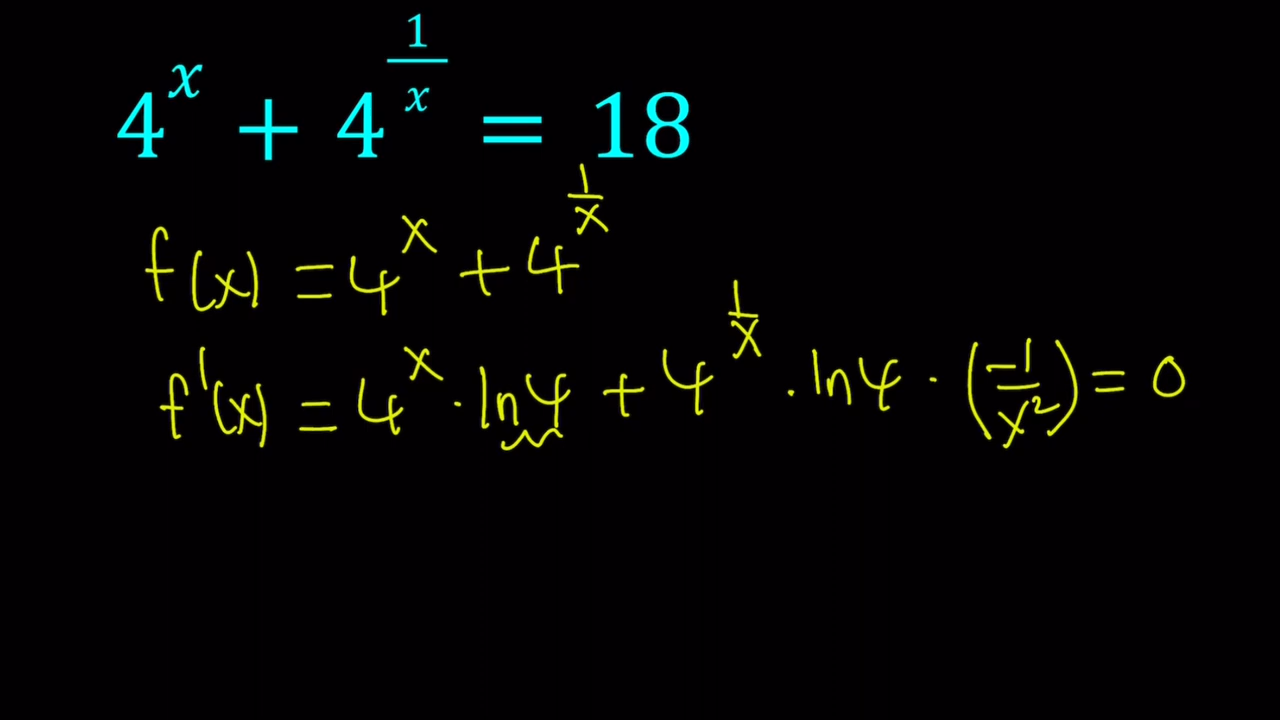 4^x + 4^(1/x) = 18
f(x) = 4^x + 4^(1/x)
f'(x) = 4^x · ln4 + 4^(1/x) · ln4 · (-1/x²) = 0